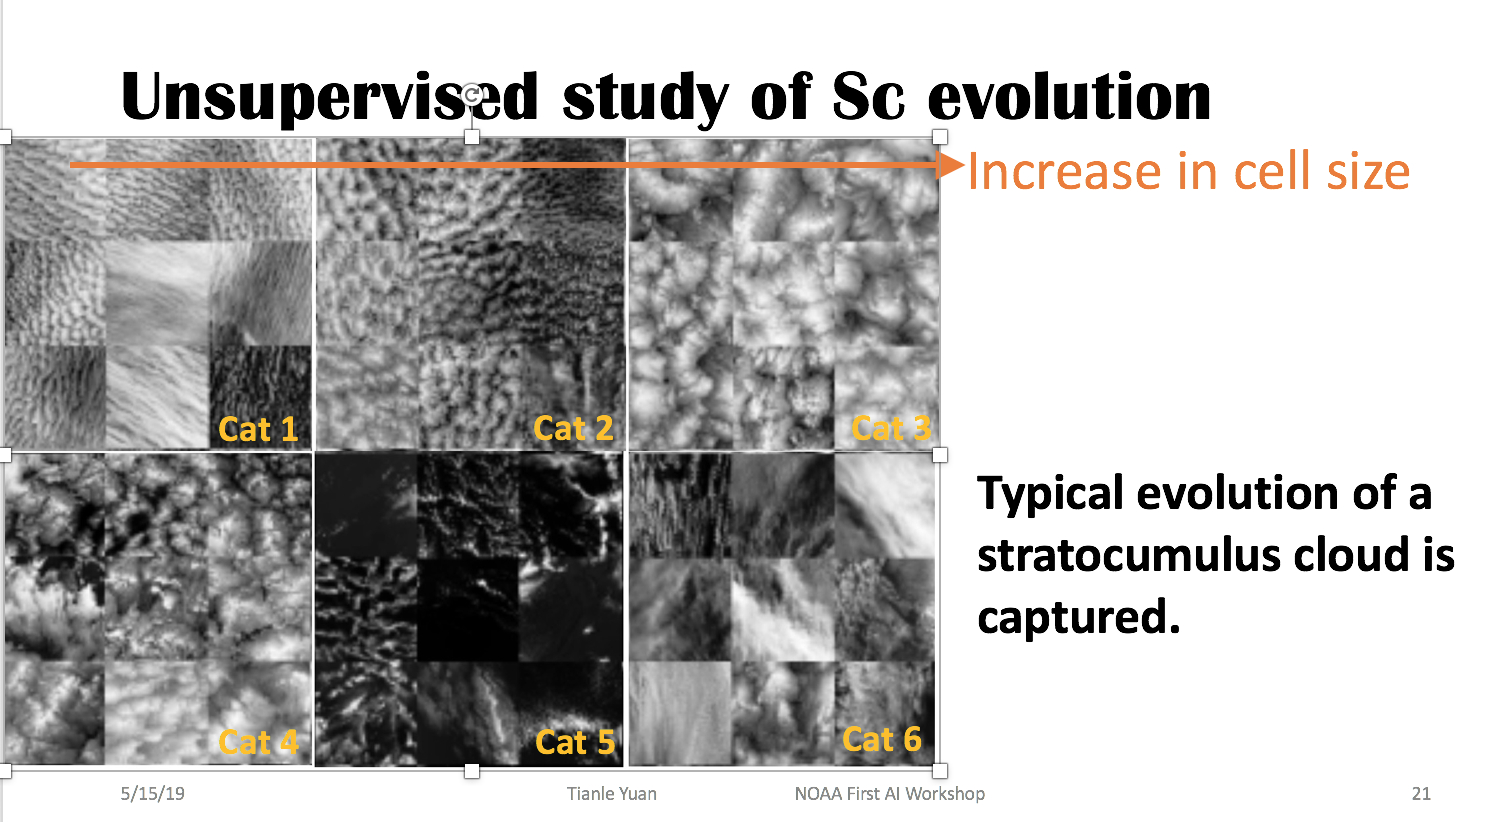 Unsupervised study of Sc evolution
Increase in cell size
Cat 1
Cat 2
Cat 3
Typical evolution of a
stratocumulus cloud is
captured.
Cat 4
Cat 5
Cat 6
5/15/19
Tianle Yuan
NOAA First AI Workshop
21